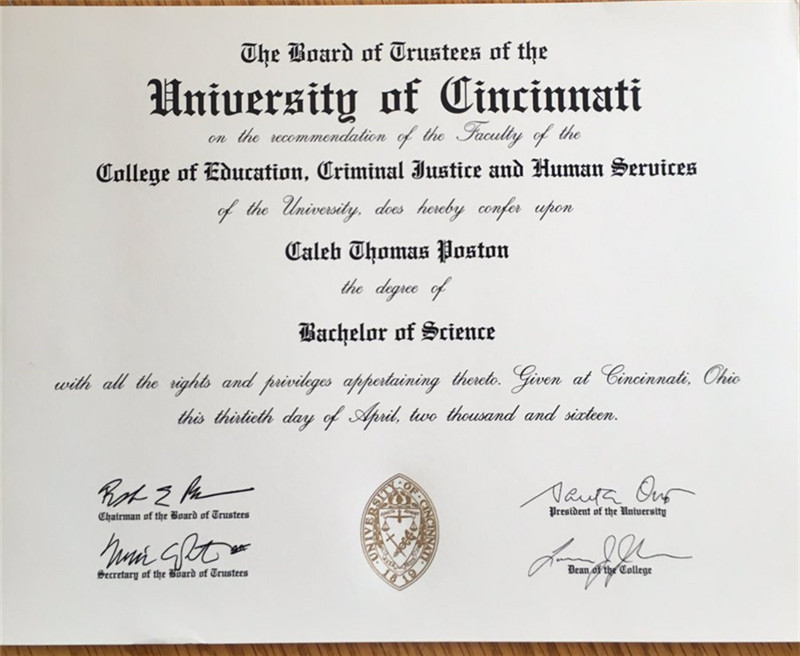 The Board of Trustees of the
University of Cincinnati
on the recommendation of the Faculty of the
College of Education, Criminal Justice and Human Services
of the University, does hereby confer upon
Caleb Thomas Poston
the degree of
Bachelor of Science
with all the rights and privileges appertaining thereto. Given at Cincinnati, Ohio
this thirtieth day of April, two thousand and sixteen.
Chairman of the Board of Trustees
President of the University
Secretary of the Board of Trustees
Dean of the College
UNIVERSITY · OF · CINCINNATI